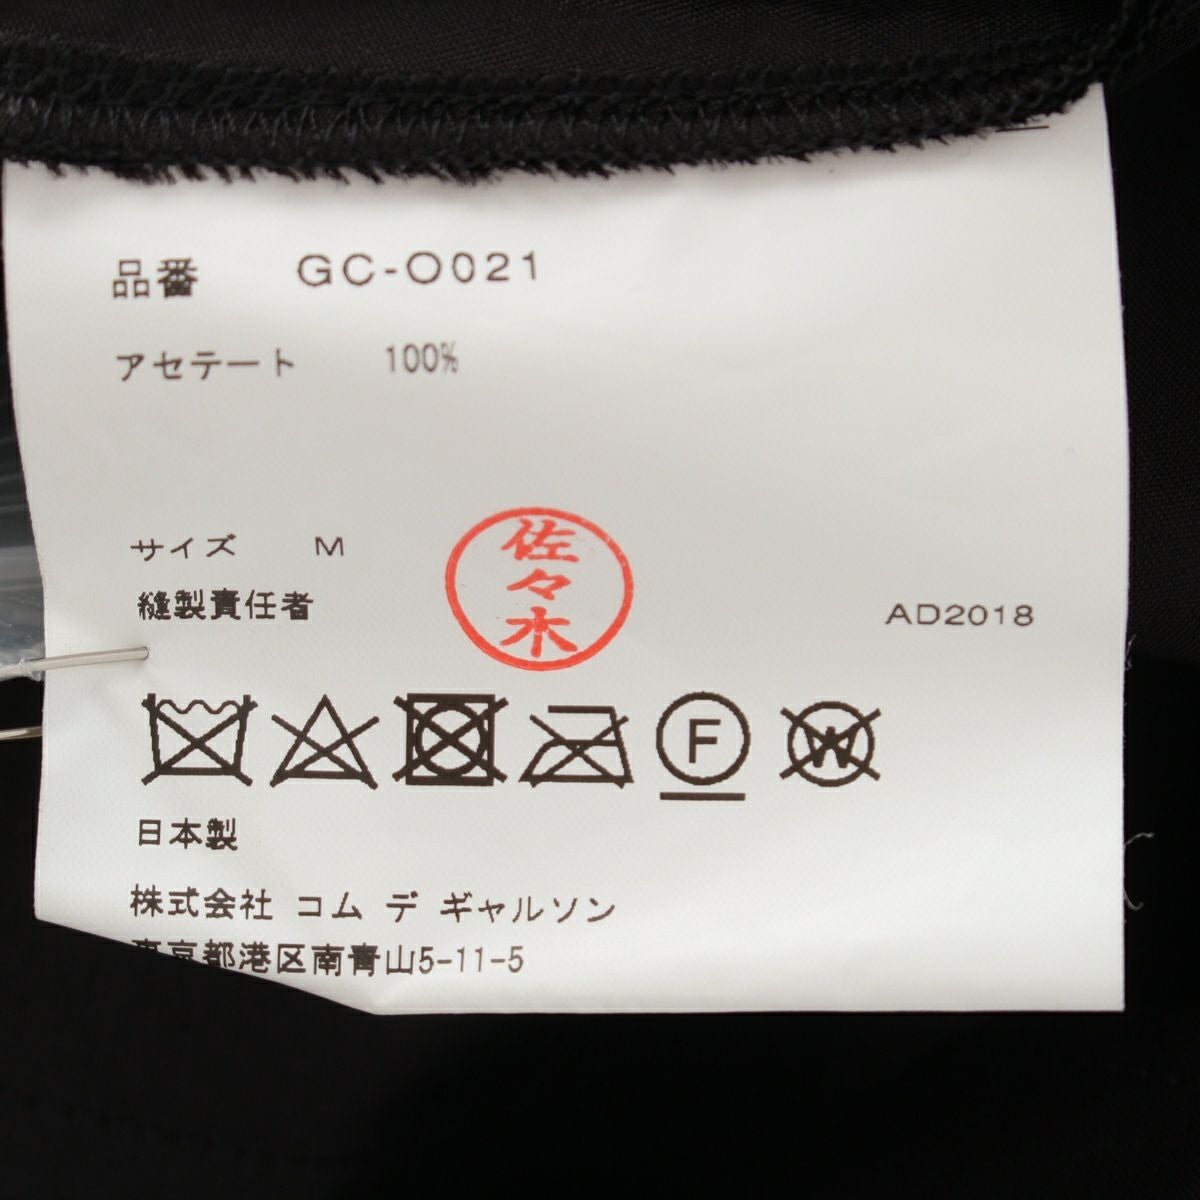 品番 GC-O021
アセテート 100%
サイズ M
佐々木
縫製責任者
AD2018
F
W
日本製
株式会社 コム デ ギャルソン
東京都港区南青山5-11-5